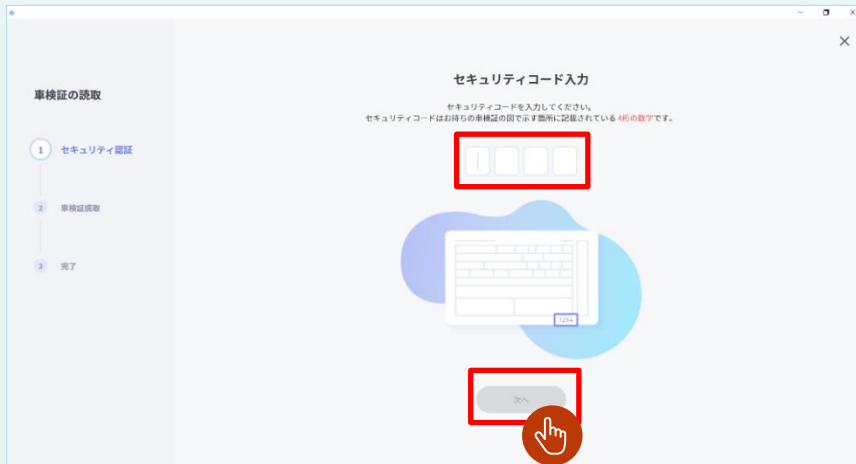 車検証の読取
1 セキュリティ認証
2 車検証読取
3 完了
セキュリティコード入力
セキュリティコードを入力してください。
セキュリティコードはお持ちの車検証の図で示す箇所に記載されている 4桁の数字です。
1234
次へ